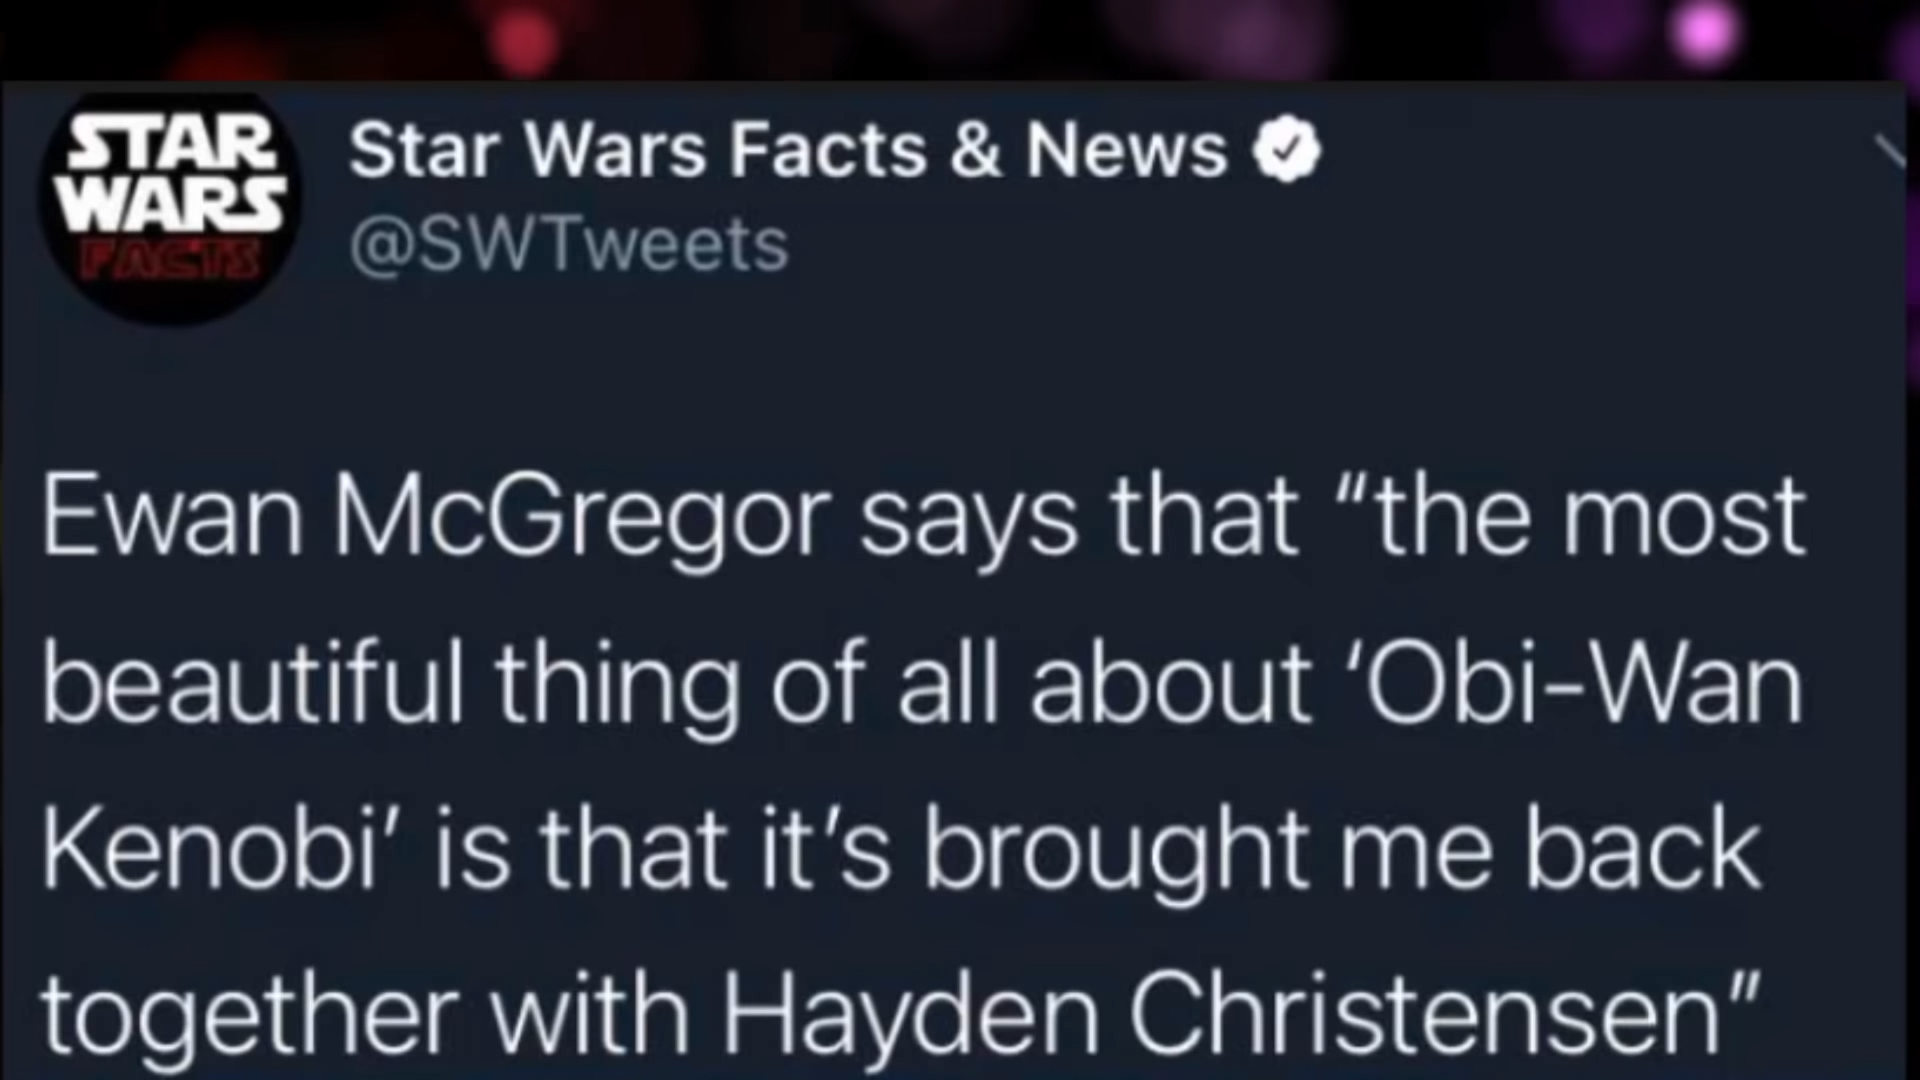 STAR
WARS
FACTS
Star Wars Facts & News
@SWTweets
Ewan McGregor says that “the most
beautiful thing of all about ‘Obi-Wan
Kenobi’ is that it’s brought me back
together with Hayden Christensen”